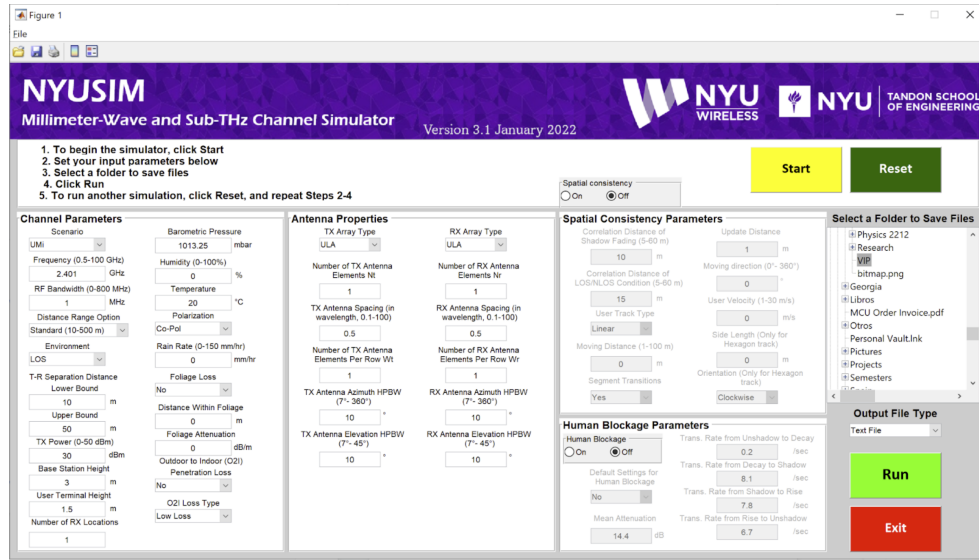 Figure 1
File
NYUSIM
Millimeter-Wave and Sub-THz Channel Simulator
Version 3.1 January 2022
NYU
WIRELESS
NYU
TANDON SCHOOL
OF ENGINEERING
1. To begin the simulator, click Start
2. Set your input parameters below
3. Select a folder to save files
4. Click Run
5. To run another simulation, click Reset, and repeat Steps 2-4
Spatial consistency
On Off
Start
Reset
Channel Parameters
Scenario
UMi
Frequency (0.5-100 GHz)
2.401 GHz
RF Bandwidth (0-800 MHz)
1 MHz
Distance Range Option
Standard (10-500 m)
Environment
LOS
T-R Separation Distance
Lower Bound
10 m
Upper Bound
50 m
TX Power (0-50 dBm)
30 dBm
Base Station Height
3 m
User Terminal Height
1.5 m
Number of RX Locations
1
Barometric Pressure
1013.25 mbar
Humidity (0-100%)
0 %
Temperature
20 °C
Polarization
Co-Pol
Rain Rate (0-150 mm/hr)
0 mm/hr
Foliage Loss
No
Distance Within Foliage
0 m
Foliage Attenuation
0 dB/m
Outdoor to Indoor (O2I)
Penetration Loss
No
O2I Loss Type
Low Loss
Antenna Properties
TX Array Type
ULA
Number of TX Antenna
Elements Nt
1
TX Antenna Spacing (in
wavelength, 0.1-100)
0.5
Number of TX Antenna
Elements Per Row Wt
1
TX Antenna Azimuth HPBW
(7°- 360°)
10 °
TX Antenna Elevation HPBW
(7°- 45°)
10 °
RX Array Type
ULA
Number of RX Antenna
Elements Nr
1
RX Antenna Spacing (in
wavelength, 0.1-100)
0.5
Number of RX Antenna
Elements Per Row Wr
1
RX Antenna Azimuth HPBW
(7°- 360°)
10 °
RX Antenna Elevation HPBW
(7°- 45°)
10 °
Spatial Consistency Parameters
Correlation Distance of
Shadow Fading (5-60 m)
10 m
Correlation Distance of
LOS/NLOS Condition (5-60 m)
15 m
User Track Type
Linear
Moving Distance (1-100 m)
0 m
Segment Transitions
Yes
Update Distance
1 m
Moving direction (0°- 360°)
0 °
User Velocity (1-30 m/s)
0 m/s
Side Length (Only for
Hexagon track)
0 m
Orientation (Only for Hexagon
track)
Clockwise
Human Blockage Parameters
Human Blockage
On Off
Default Settings for
Human Blockage
No
Mean Attenuation
14.4 dB
Trans. Rate from Unshadow to Decay
0.2 /sec
Trans. Rate from Decay to Shadow
8.1 /sec
Trans. Rate from Shadow to Rise
7.8 /sec
Trans. Rate from Rise to Unshadow
6.7 /sec
Select a Folder to Save Files
Physics 2212
Research
VIP
bitmap.png
Georgia
Libros
MCU Order Invoice.pdf
Otros
Personal Vault.lnk
Pictures
Projects
Semesters
Output File Type
Text File
Run
Exit